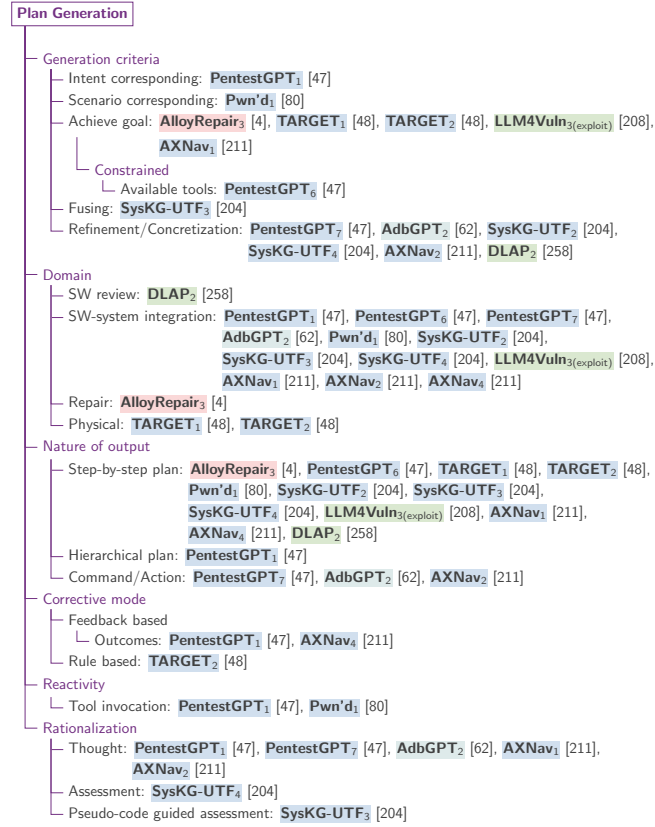 Plan Generation
Generation criteria
Intent corresponding: PentestGPT1 [47]
Scenario corresponding: Pwn'd1 [80]
Achieve goal: AlloyRepair3 [4], TARGET1 [48], TARGET2 [48], LLM4Vuln3(exploit) [208],
AXNav1 [211]
Constrained
Available tools: PentestGPT6 [47]
Fusing: SysKG-UTF3 [204]
Refinement/Concretization: PentestGPT7 [47], AdbGPT2 [62], SysKG-UTF2 [204],
SysKG-UTF4 [204], AXNav2 [211], DLAP2 [258]
Domain
SW review: DLAP2 [258]
SW-system integration: PentestGPT1 [47], PentestGPT6 [47], PentestGPT7 [47],
AdbGPT2 [62], Pwn'd1 [80], SysKG-UTF2 [204],
SysKG-UTF3 [204], SysKG-UTF4 [204], LLM4Vuln3(exploit) [208],
AXNav1 [211], AXNav2 [211], AXNav4 [211]
Repair: AlloyRepair3 [4]
Physical: TARGET1 [48], TARGET2 [48]
Nature of output
Step-by-step plan: AlloyRepair3 [4], PentestGPT6 [47], TARGET1 [48], TARGET2 [48],
Pwn'd1 [80], SysKG-UTF2 [204], SysKG-UTF3 [204],
SysKG-UTF4 [204], LLM4Vuln3(exploit) [208], AXNav1 [211],
AXNav4 [211], DLAP2 [258]
Hierarchical plan: PentestGPT1 [47]
Command/Action: PentestGPT7 [47], AdbGPT2 [62], AXNav2 [211]
Corrective mode
Feedback based
Outcomes: PentestGPT1 [47], AXNav4 [211]
Rule based: TARGET2 [48]
Reactivity
Tool invocation: PentestGPT1 [47], Pwn'd1 [80]
Rationalization
Thought: PentestGPT1 [47], PentestGPT7 [47], AdbGPT2 [62], AXNav1 [211],
AXNav2 [211]
Assessment: SysKG-UTF4 [204]
Pseudo-code guided assessment: SysKG-UTF3 [204]